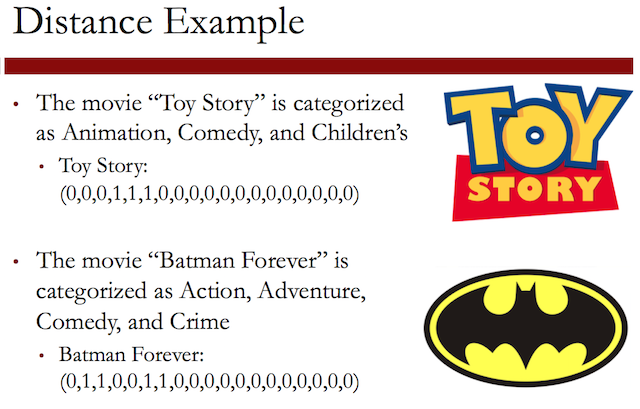 Distance Example
• The movie “Toy Story” is categorized
as Animation, Comedy, and Children’s
• Toy Story:
(0,0,0,1,1,1,0,0,0,0,0,0,0,0,0,0,0,0,0)
TOY
STORY
• The movie “Batman Forever” is
categorized as Action, Adventure,
Comedy, and Crime
• Batman Forever:
(0,1,1,0,0,1,1,0,0,0,0,0,0,0,0,0,0,0,0)